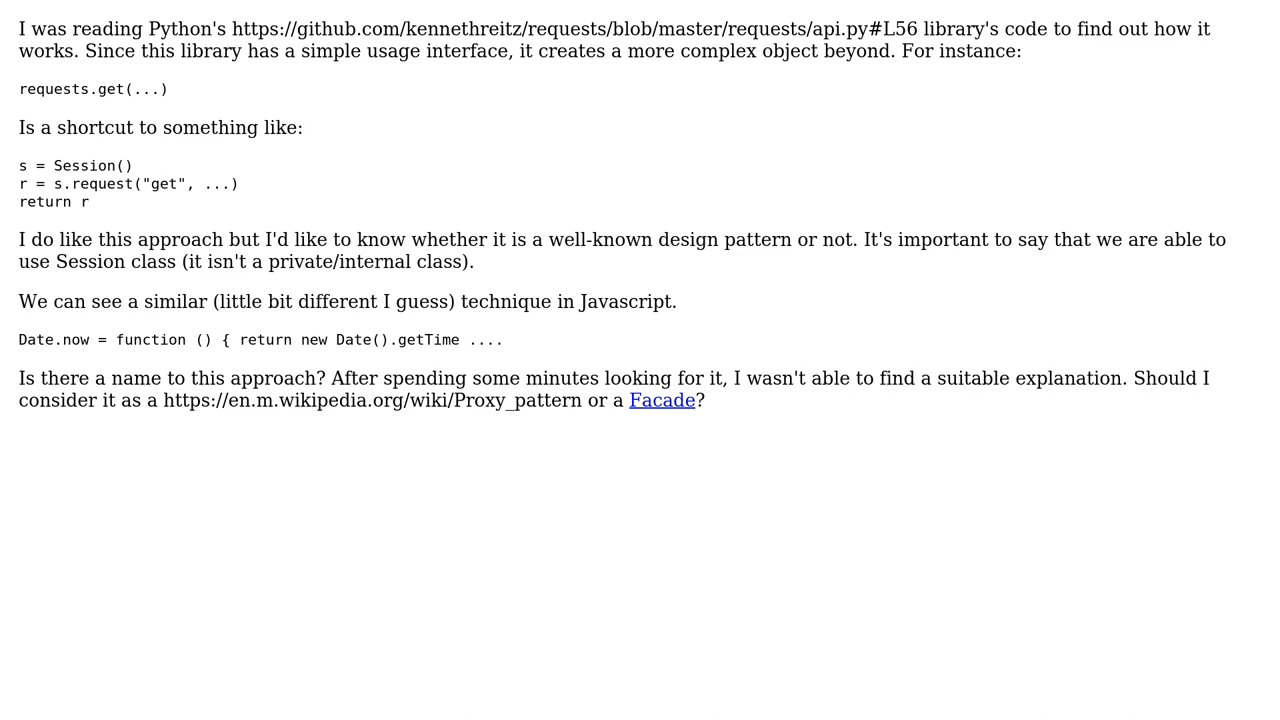 I was reading Python's https://github.com/kennethreitz/requests/blob/master/requests/api.py#L56 library's code to find out how it
works. Since this library has a simple usage interface, it creates a more complex object beyond. For instance:
requests.get(...)
Is a shortcut to something like:
s = Session()
r = s.request("get", ...)
return r
I do like this approach but I'd like to know whether it is a well-known design pattern or not. It's important to say that we are able to
use Session class (it isn't a private/internal class).
We can see a similar (little bit different I guess) technique in Javascript.
Date.now = function () { return new Date().getTime ....
Is there a name to this approach? After spending some minutes looking for it, I wasn't able to find a suitable explanation. Should I
consider it as a https://en.m.wikipedia.org/wiki/Proxy_pattern or a Facade?